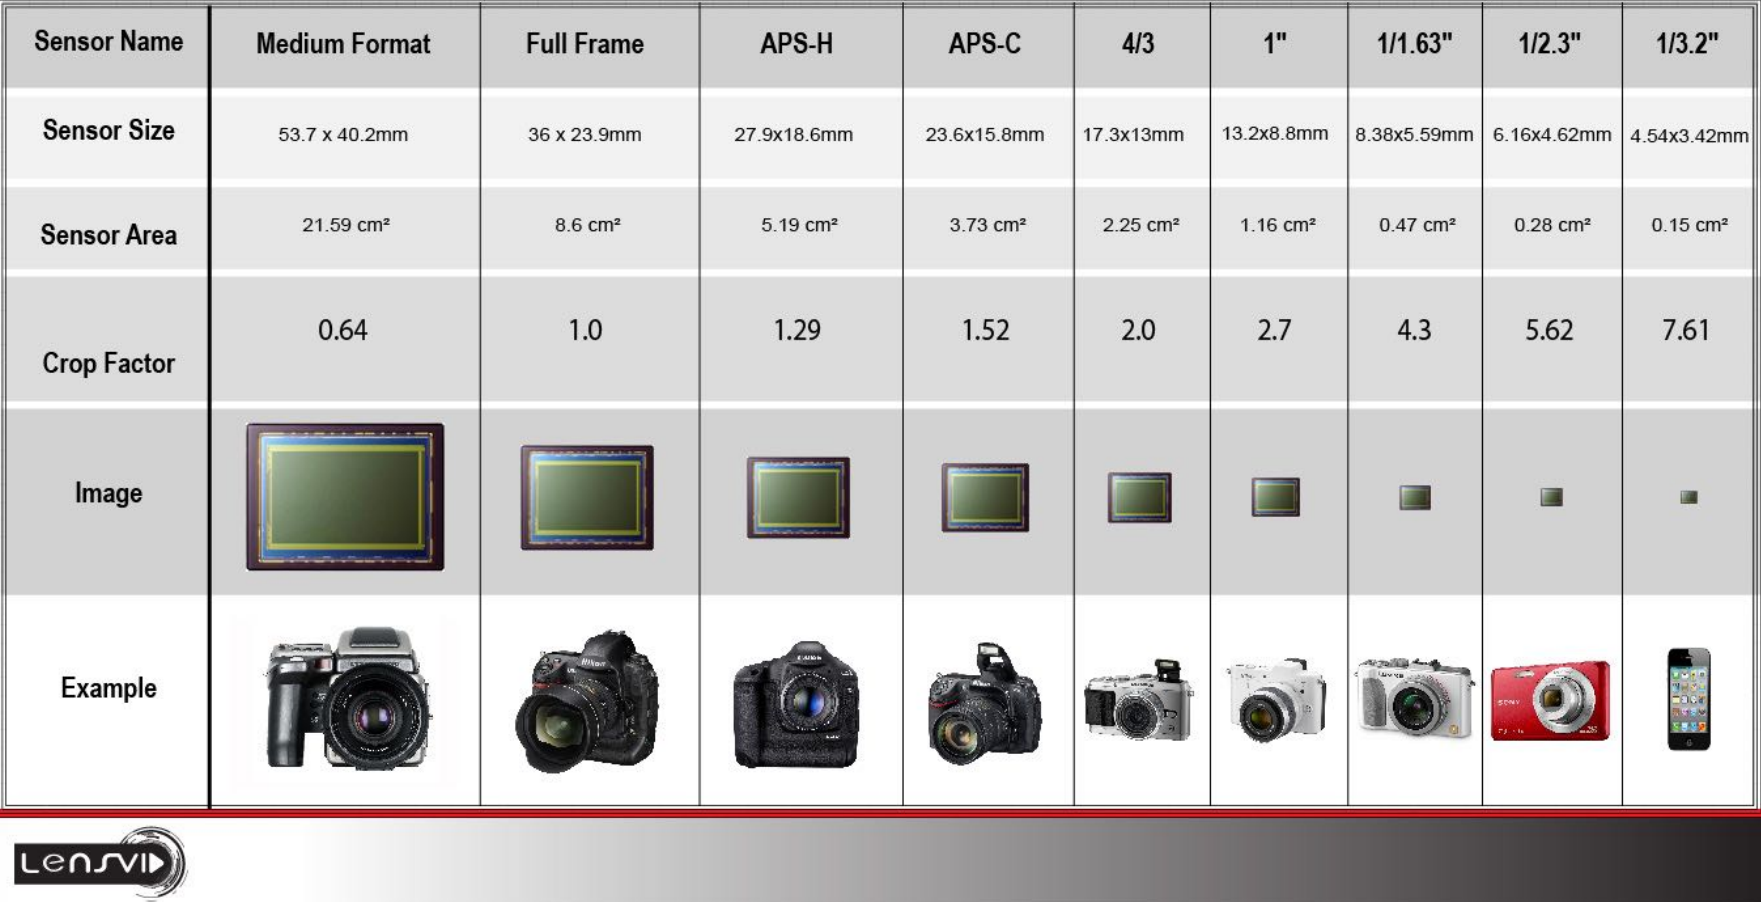 Sensor Name Medium Format Full Frame APS-H APS-C 4/3 1" 1/1.63" 1/2.3" 1/3.2"
Sensor Size 53.7 x 40.2mm 36 x 23.9mm 27.9x18.6mm 23.6x15.8mm 17.3x13mm 13.2x8.8mm 8.38x5.59mm 6.16x4.62mm 4.54x3.42mm
Sensor Area 21.59 cm² 8.6 cm² 5.19 cm² 3.73 cm² 2.25 cm² 1.16 cm² 0.47 cm² 0.28 cm² 0.15 cm²
Crop Factor 0.64 1.0 1.29 1.52 2.0 2.7 4.3 5.62 7.61
Image
Example
Nikon
SONY
LensVID